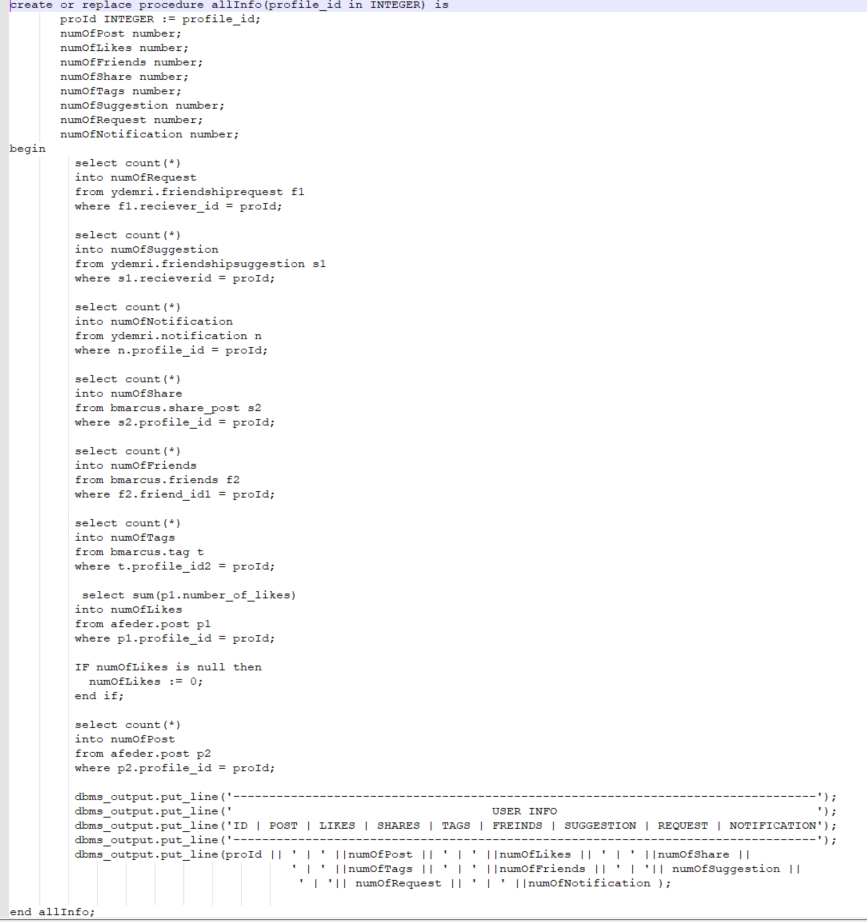 create or replace procedure allInfo(profile_id in INTEGER) is
proId INTEGER := profile_id;
numOfPost number;
numOfLikes number;
numOfFriends number;
numOfShare number;
numOfTags number;
numOfSuggestion number;
numOfRequest number;
numOfNotification number;
begin
select count(*)
into numOfRequest
from ydemri.friendshiprequest f1
where f1.reciever_id = proId;
select count(*)
into numOfSuggestion
from ydemri.friendshipsuggestion s1
where s1.recieverid = proId;
select count(*)
into numOfNotification
from ydemri.notification n
where n.profile_id = proId;
select count(*)
into numOfShare
from bmarcus.share_post s2
where s2.profile_id = proId;
select count(*)
into numOfFriends
from bmarcus.friends f2
where f2.friend_id1 = proId;
select count(*)
into numOfTags
from bmarcus.tag t
where t.profile_id2 = proId;
select sum(p1.number_of_likes)
into numOfLikes
from afeder.post p1
where p1.profile_id = proId;
IF numOfLikes is null then
numOfLikes := 0;
end if;
select count(*)
into numOfPost
from afeder.post p2
where p2.profile_id = proId;
dbms_output.put_line('---------------------------------------------------------------------------------');
dbms_output.put_line('                                    USER INFO                                    ');
dbms_output.put_line('ID | POST | LIKES | SHARES | TAGS | FREINDS | SUGGESTION | REQUEST | NOTIFICATION');
dbms_output.put_line('---------------------------------------------------------------------------------');
dbms_output.put_line(proId || ' | ' ||numOfPost || ' | ' ||numOfLikes || ' | ' ||numOfShare ||
' | ' ||numOfTags || ' | ' ||numOfFriends || ' | '|| numOfSuggestion ||
' | '|| numOfRequest || ' | ' ||numOfNotification );
end allInfo;